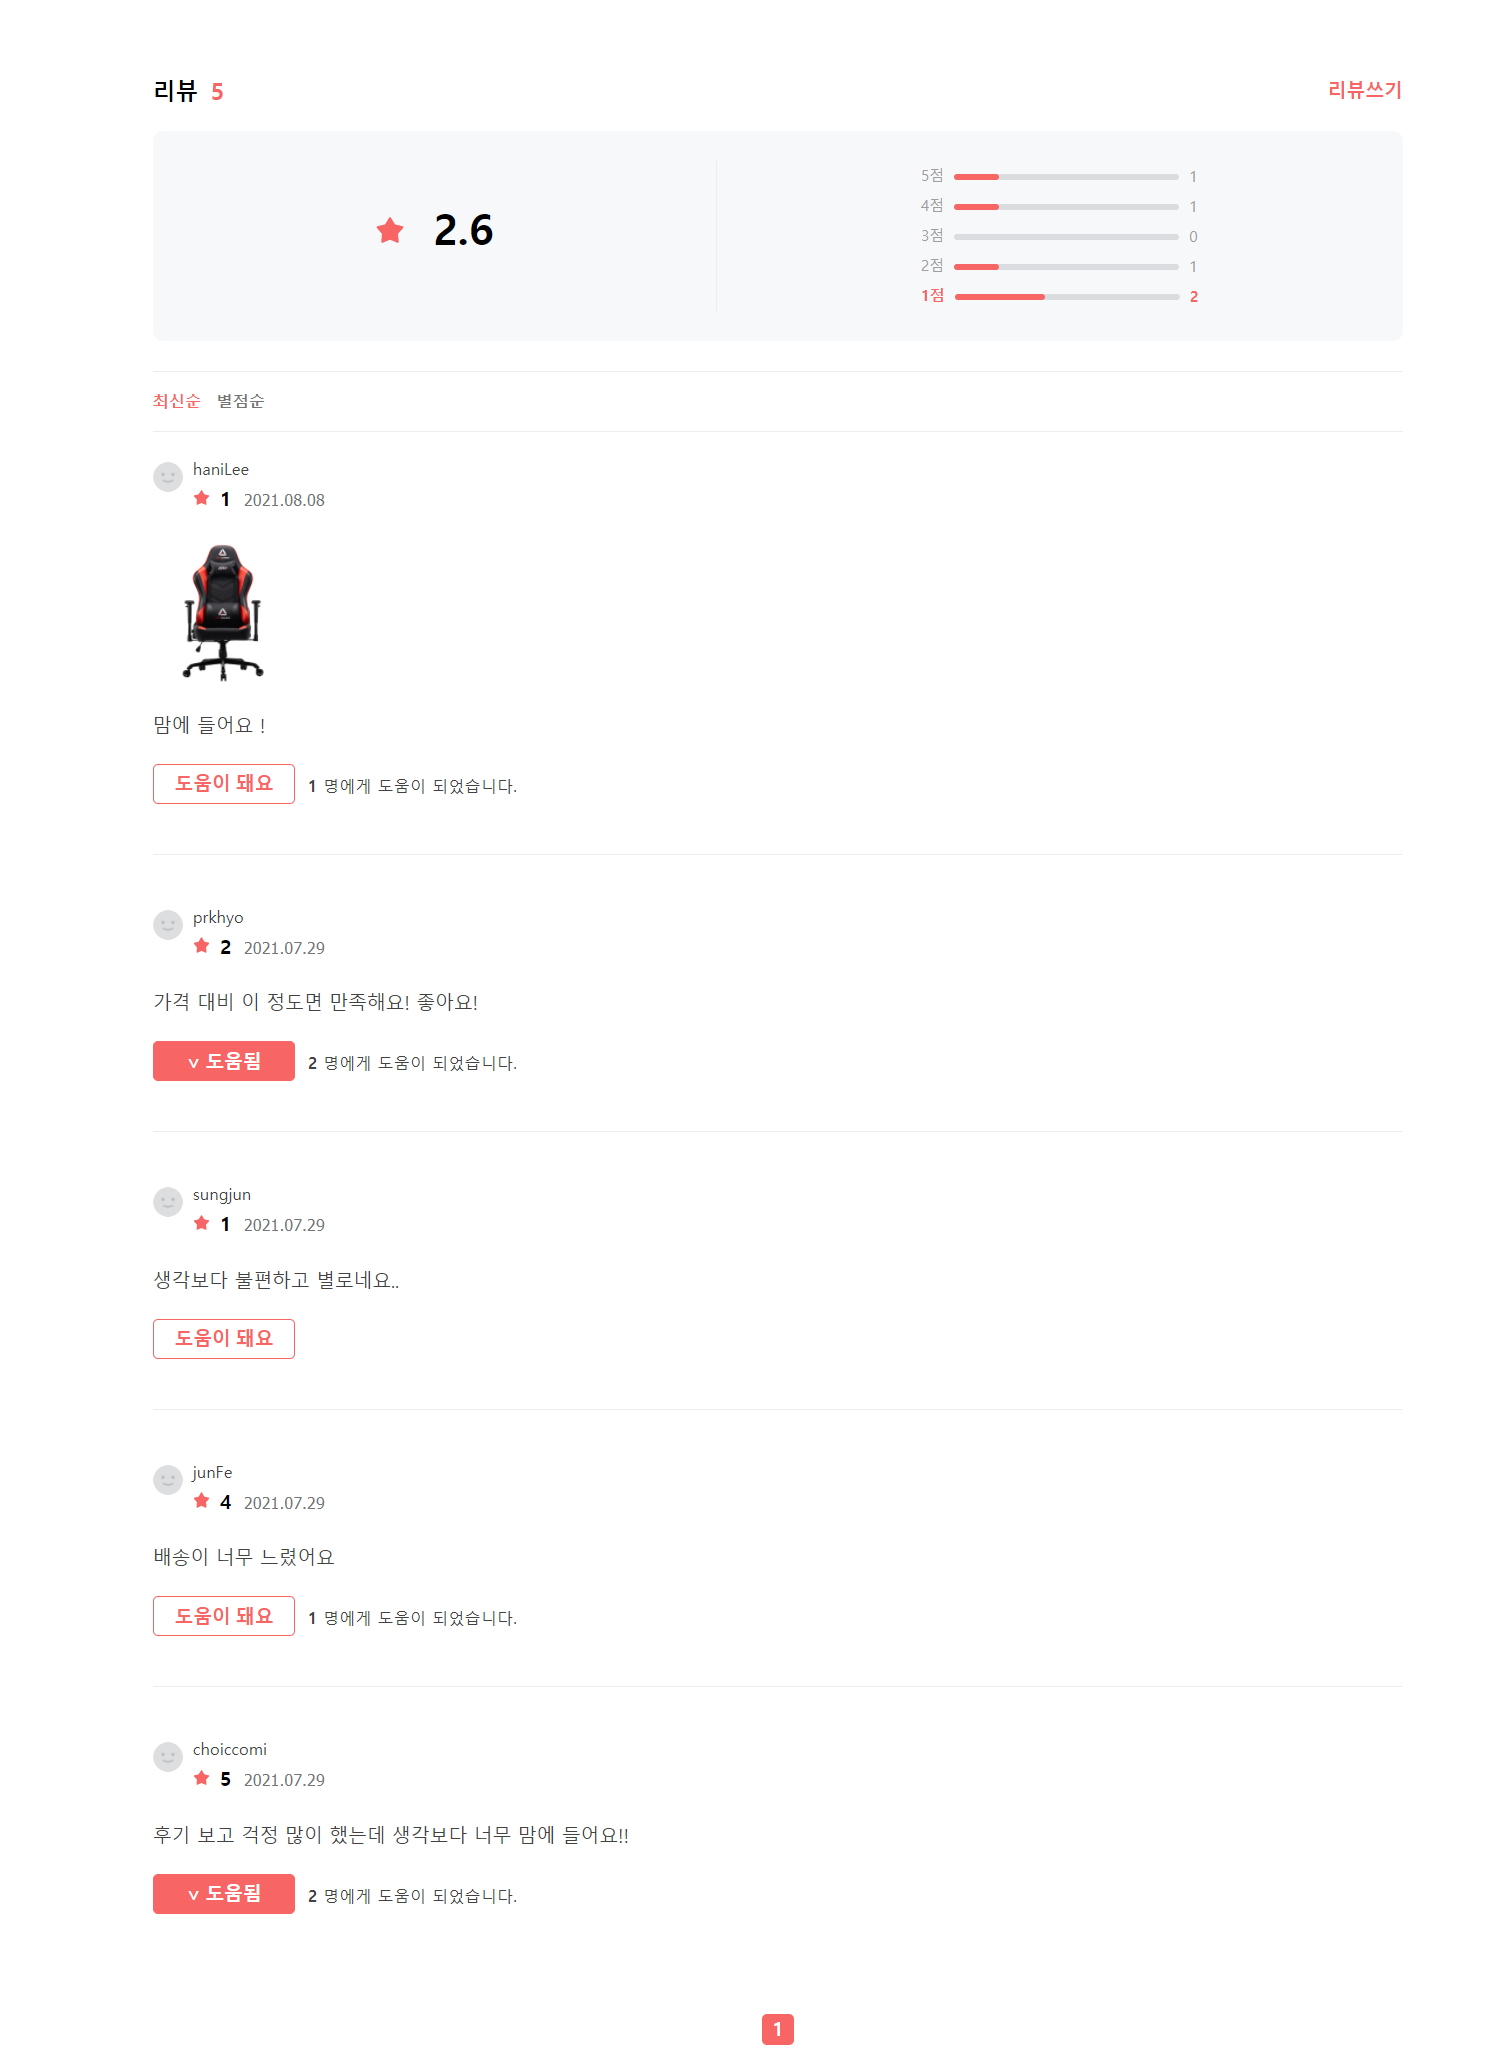 리뷰 5
리뷰쓰기
2.6
5점 1
4점 1
3점 0
2점 1
1점 2
최신순 별점순
haniLee
1 2021.08.08
맘에 들어요 !
도움이 돼요 1 명에게 도움이 되었습니다.
prkhyo
2 2021.07.29
가격 대비 이 정도면 만족해요! 좋아요!
v 도움됨 2 명에게 도움이 되었습니다.
sungjun
1 2021.07.29
생각보다 불편하고 별로네요..
도움이 돼요
junFe
4 2021.07.29
배송이 너무 느렸어요
도움이 돼요 1 명에게 도움이 되었습니다.
choiccomi
5 2021.07.29
후기 보고 걱정 많이 했는데 생각보다 너무 맘에 들어요!!
v 도움됨 2 명에게 도움이 되었습니다.
1